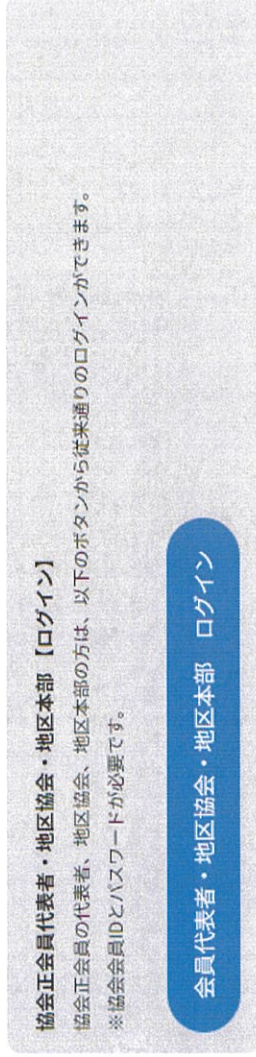 協会正会員代表者・地区協会・地区本部 【ログイン】
協会正会員の代表者、地区協会、地区本部の方は、以下のボタンから従来通りのログインができます。
※協会会員IDとパスワードが必要です。
会員代表者・地区協会・地区本部　ログイン